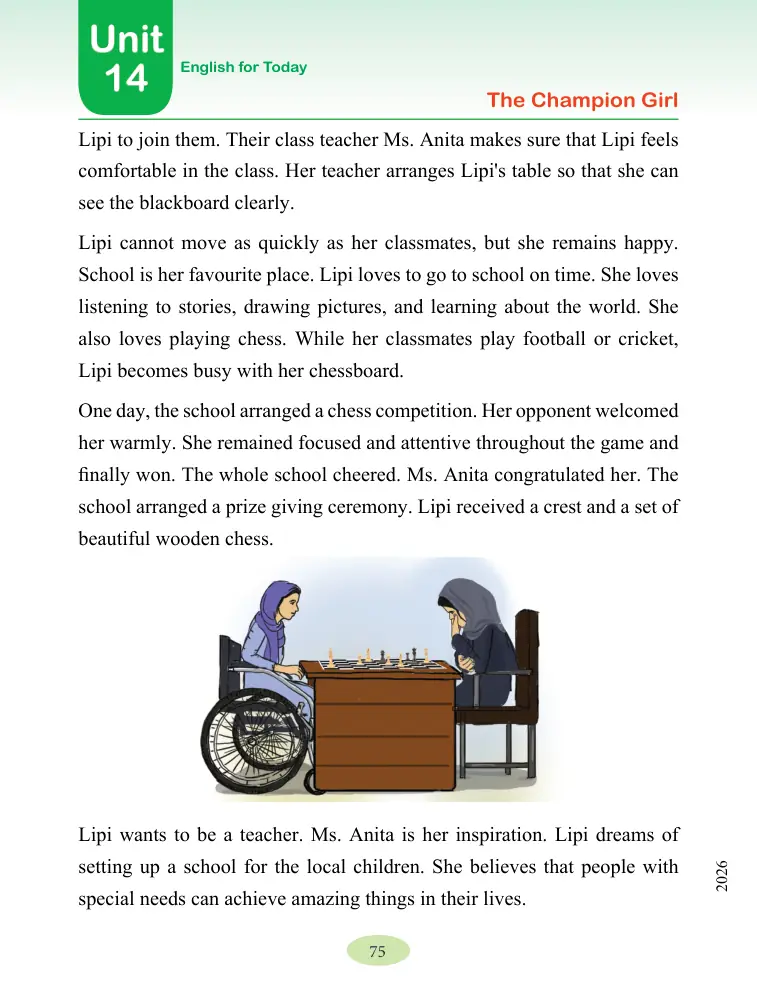 Unit
14
English for Today
The Champion Girl
Lipi to join them. Their class teacher Ms. Anita makes sure that Lipi feels
comfortable in the class. Her teacher arranges Lipi's table so that she can
see the blackboard clearly.
Lipi cannot move as quickly as her classmates, but she remains happy.
School is her favourite place. Lipi loves to go to school on time. She loves
listening to stories, drawing pictures, and learning about the world. She
also loves playing chess. While her classmates play football or cricket,
Lipi becomes busy with her chessboard.
One day, the school arranged a chess competition. Her opponent welcomed
her warmly. She remained focused and attentive throughout the game and
finally won. The whole school cheered. Ms. Anita congratulated her. The
school arranged a prize giving ceremony. Lipi received a crest and a set of
beautiful wooden chess.
Lipi wants to be a teacher. Ms. Anita is her inspiration. Lipi dreams of
setting up a school for the local children. She believes that people with
special needs can achieve amazing things in their lives.
2026
75